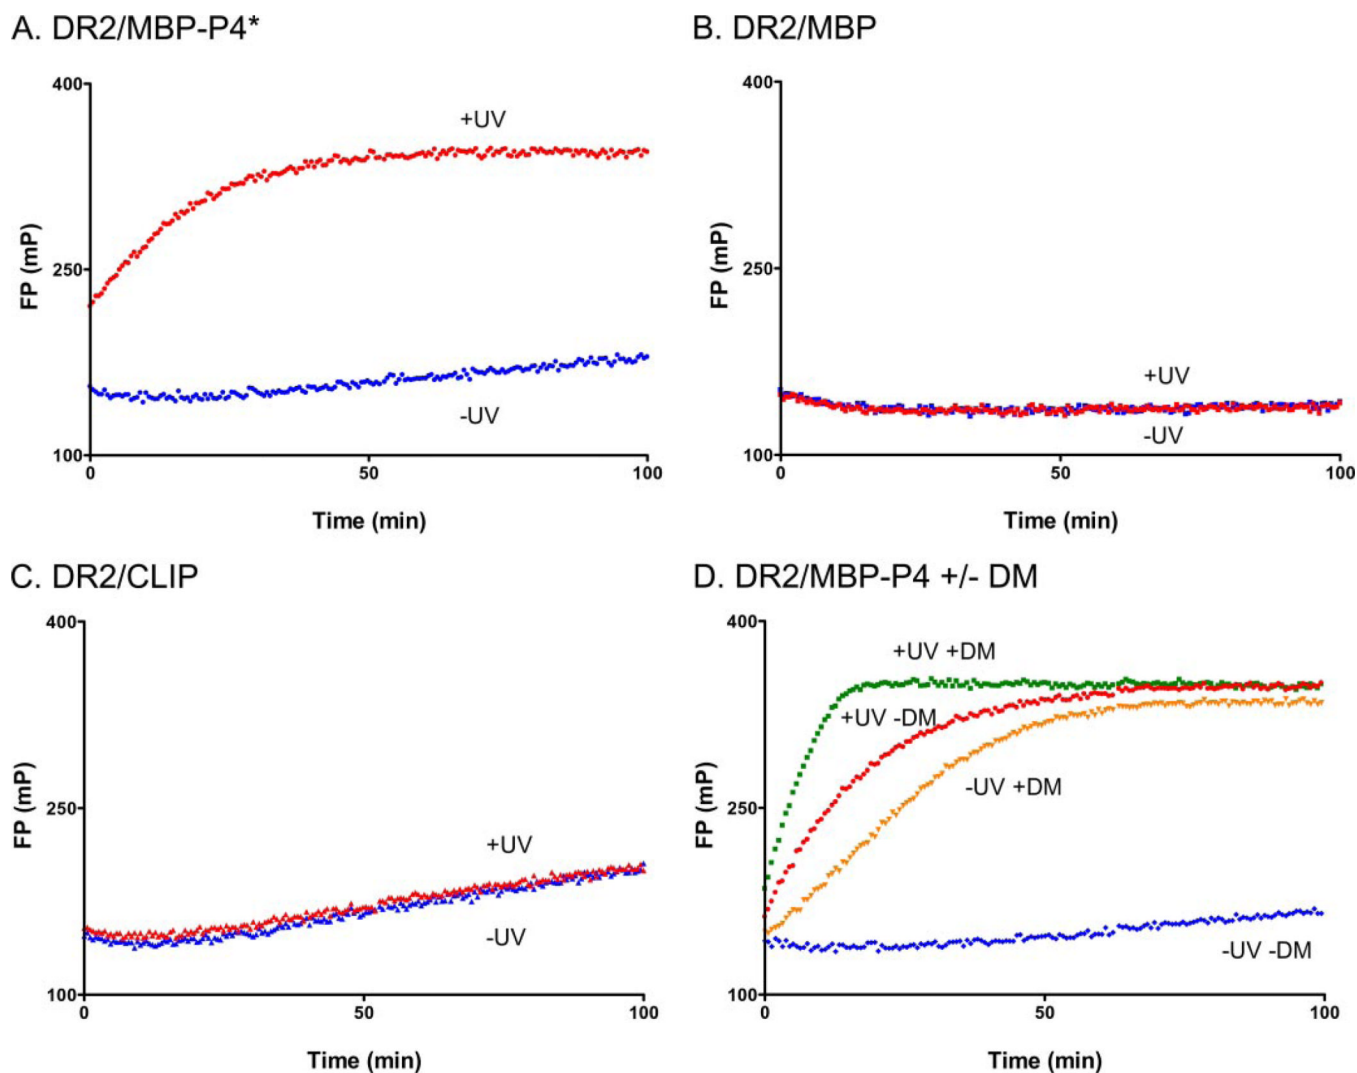 A. DR2/MBP-P4*
400
250
100
FP (mP)
+UV
-UV
0
50
100
Time (min)
B. DR2/MBP
400
250
100
FP (mP)
+UV
-UV
0
50
100
Time (min)
C. DR2/CLIP
400
250
100
FP (mP)
+UV
-UV
0
50
100
Time (min)
D. DR2/MBP-P4 +/- DM
400
250
100
FP (mP)
+UV +DM
+UV -DM
-UV +DM
-UV -DM
0
50
100
Time (min)